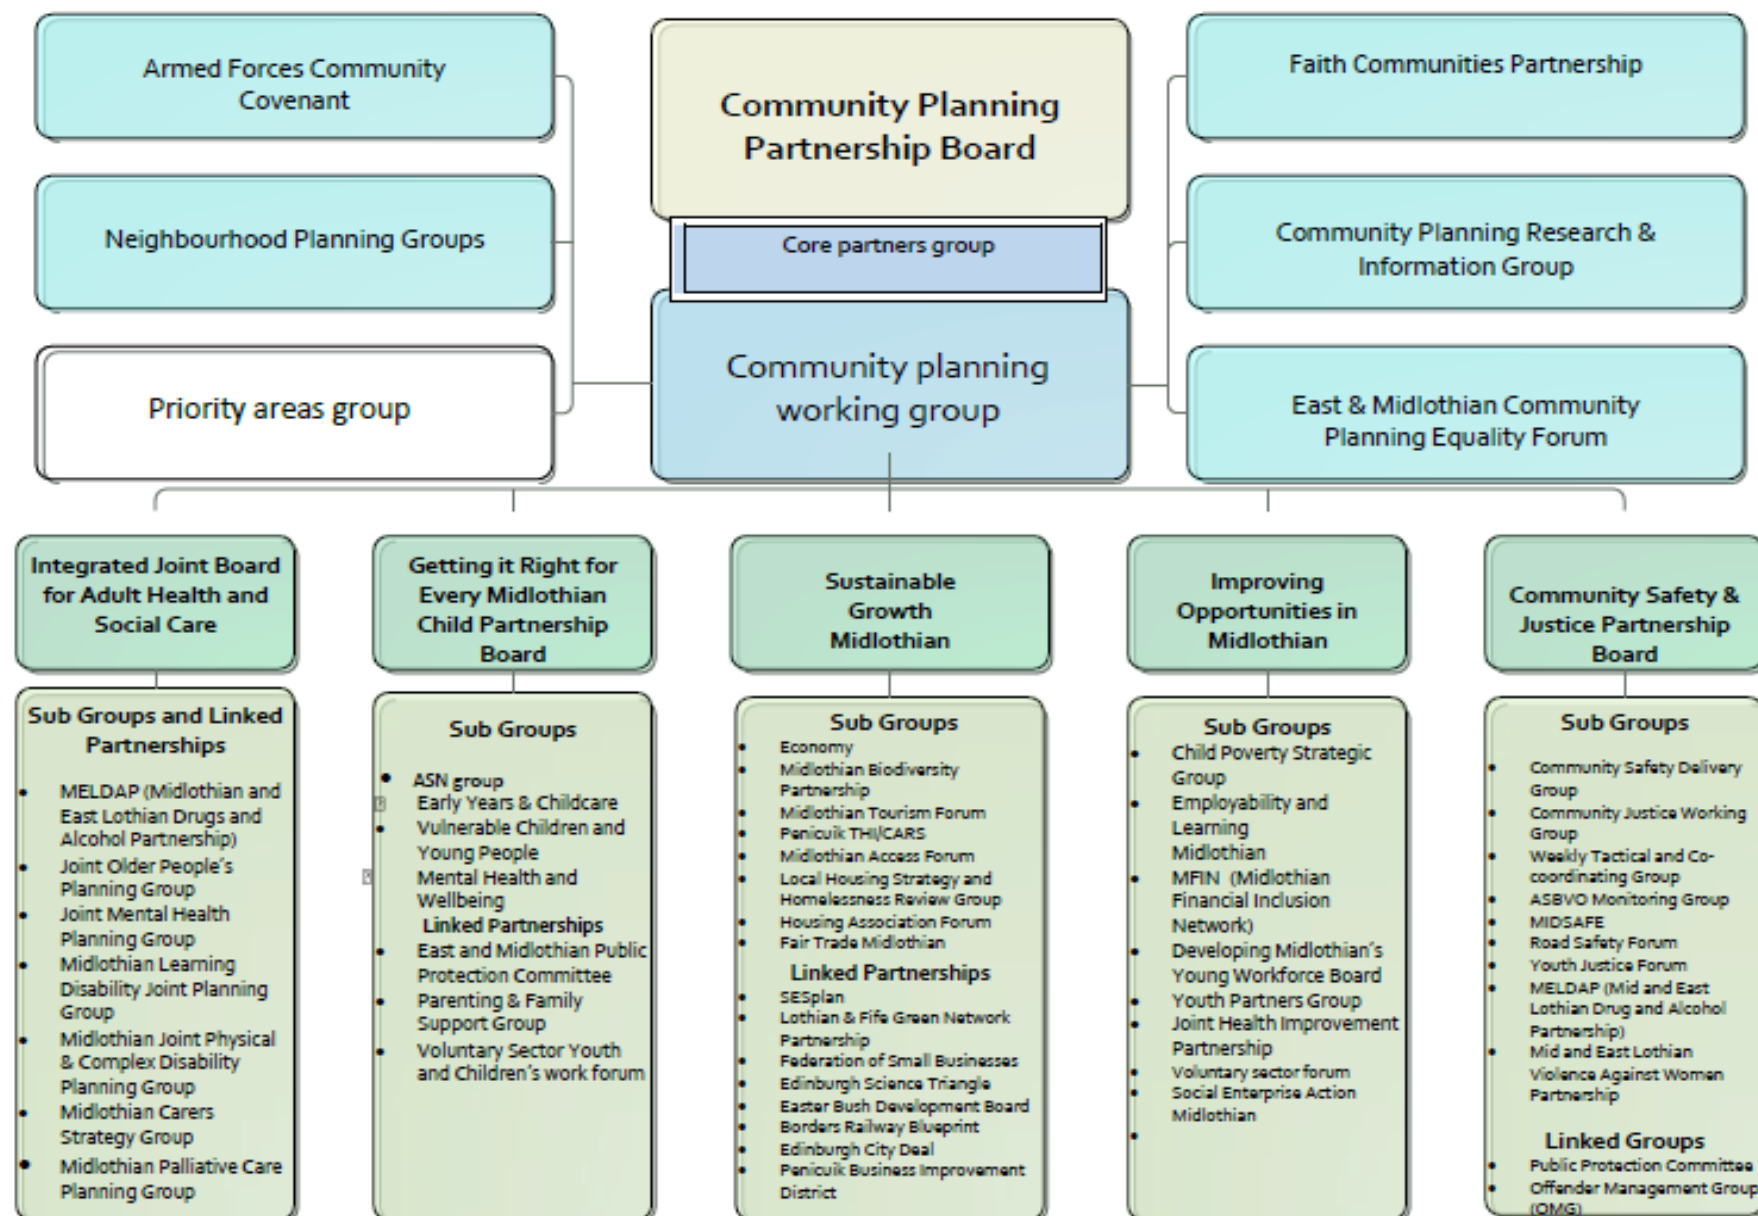 Armed Forces Community
Covenant
Neighbourhood Planning Groups
Priority areas group
Community Planning
Partnership Board
Core partners group
Community planning
working group
Faith Communities Partnership
Community Planning Research &
Information Group
East & Midlothian Community
Planning Equality Forum
Integrated Joint Board
for Adult Health and
Social Care
Sub Groups and Linked
Partnerships
• MELDAP (Midlothian and
East Lothian Drugs and
Alcohol Partnership)
• Joint Older People's
Planning Group
• Joint Mental Health
Planning Group
• Midlothian Learning
Disability Joint Planning
Group
• Midlothian Joint Physical
& Complex Disability
Planning Group
• Midlothian Carers
Strategy Group
• Midlothian Palliative Care
Planning Group
Getting it Right for
Every Midlothian
Child Partnership
Board
Sub Groups
• ASN group
Early Years & Childcare
• Vulnerable Children and
Young People
Mental Health and
Wellbeing
Linked Partnerships
• East and Midlothian Public
Protection Committee
• Parenting & Family
Support Group
• Voluntary Sector Youth
and Children's work forum
Sustainable
Growth
Midlothian
Sub Groups
• Economy
• Midlothian Biodiversity
Partnership
• Midlothian Tourism Forum
• Penicuik THI/CARS
• Midlothian Access Forum
• Local Housing Strategy and
Homelessness Review Group
• Housing Association Forum
• Fair Trade Midlothian
Linked Partnerships
• SESplan
• Lothian & Fife Green Network
Partnership
• Federation of Small Businesses
• Edinburgh Science Triangle
• Easter Bush Development Board
• Borders Railway Blueprint
• Edinburgh City Deal
• Penicuik Business Improvement
District
Improving
Opportunities in
Midlothian
Sub Groups
• Child Poverty Strategic
Group
• Employability and
Learning
Midlothian
• MFIN (Midlothian
Financial Inclusion
Network)
• Developing Midlothian's
Young Workforce Board
• Youth Partners Group
• Joint Health Improvement
Partnership
• Voluntary sector forum
• Social Enterprise Action
Midlothian
•
Community Safety &
Justice Partnership
Board
Sub Groups
• Community Safety Delivery
Group
• Community Justice Working
Group
• Weekly Tactical and Co-
coordinating Group
• ASBVO Monitoring Group
• MIDSAFE
• Road Safety Forum
• Youth Justice Forum
• MELDAP (Mid and East
Lothian Drug and Alcohol
Partnership)
• Mid and East Lothian
Violence Against Women
Partnership
Linked Groups
• Public Protection Committee
• Offender Management Group
(OMG)